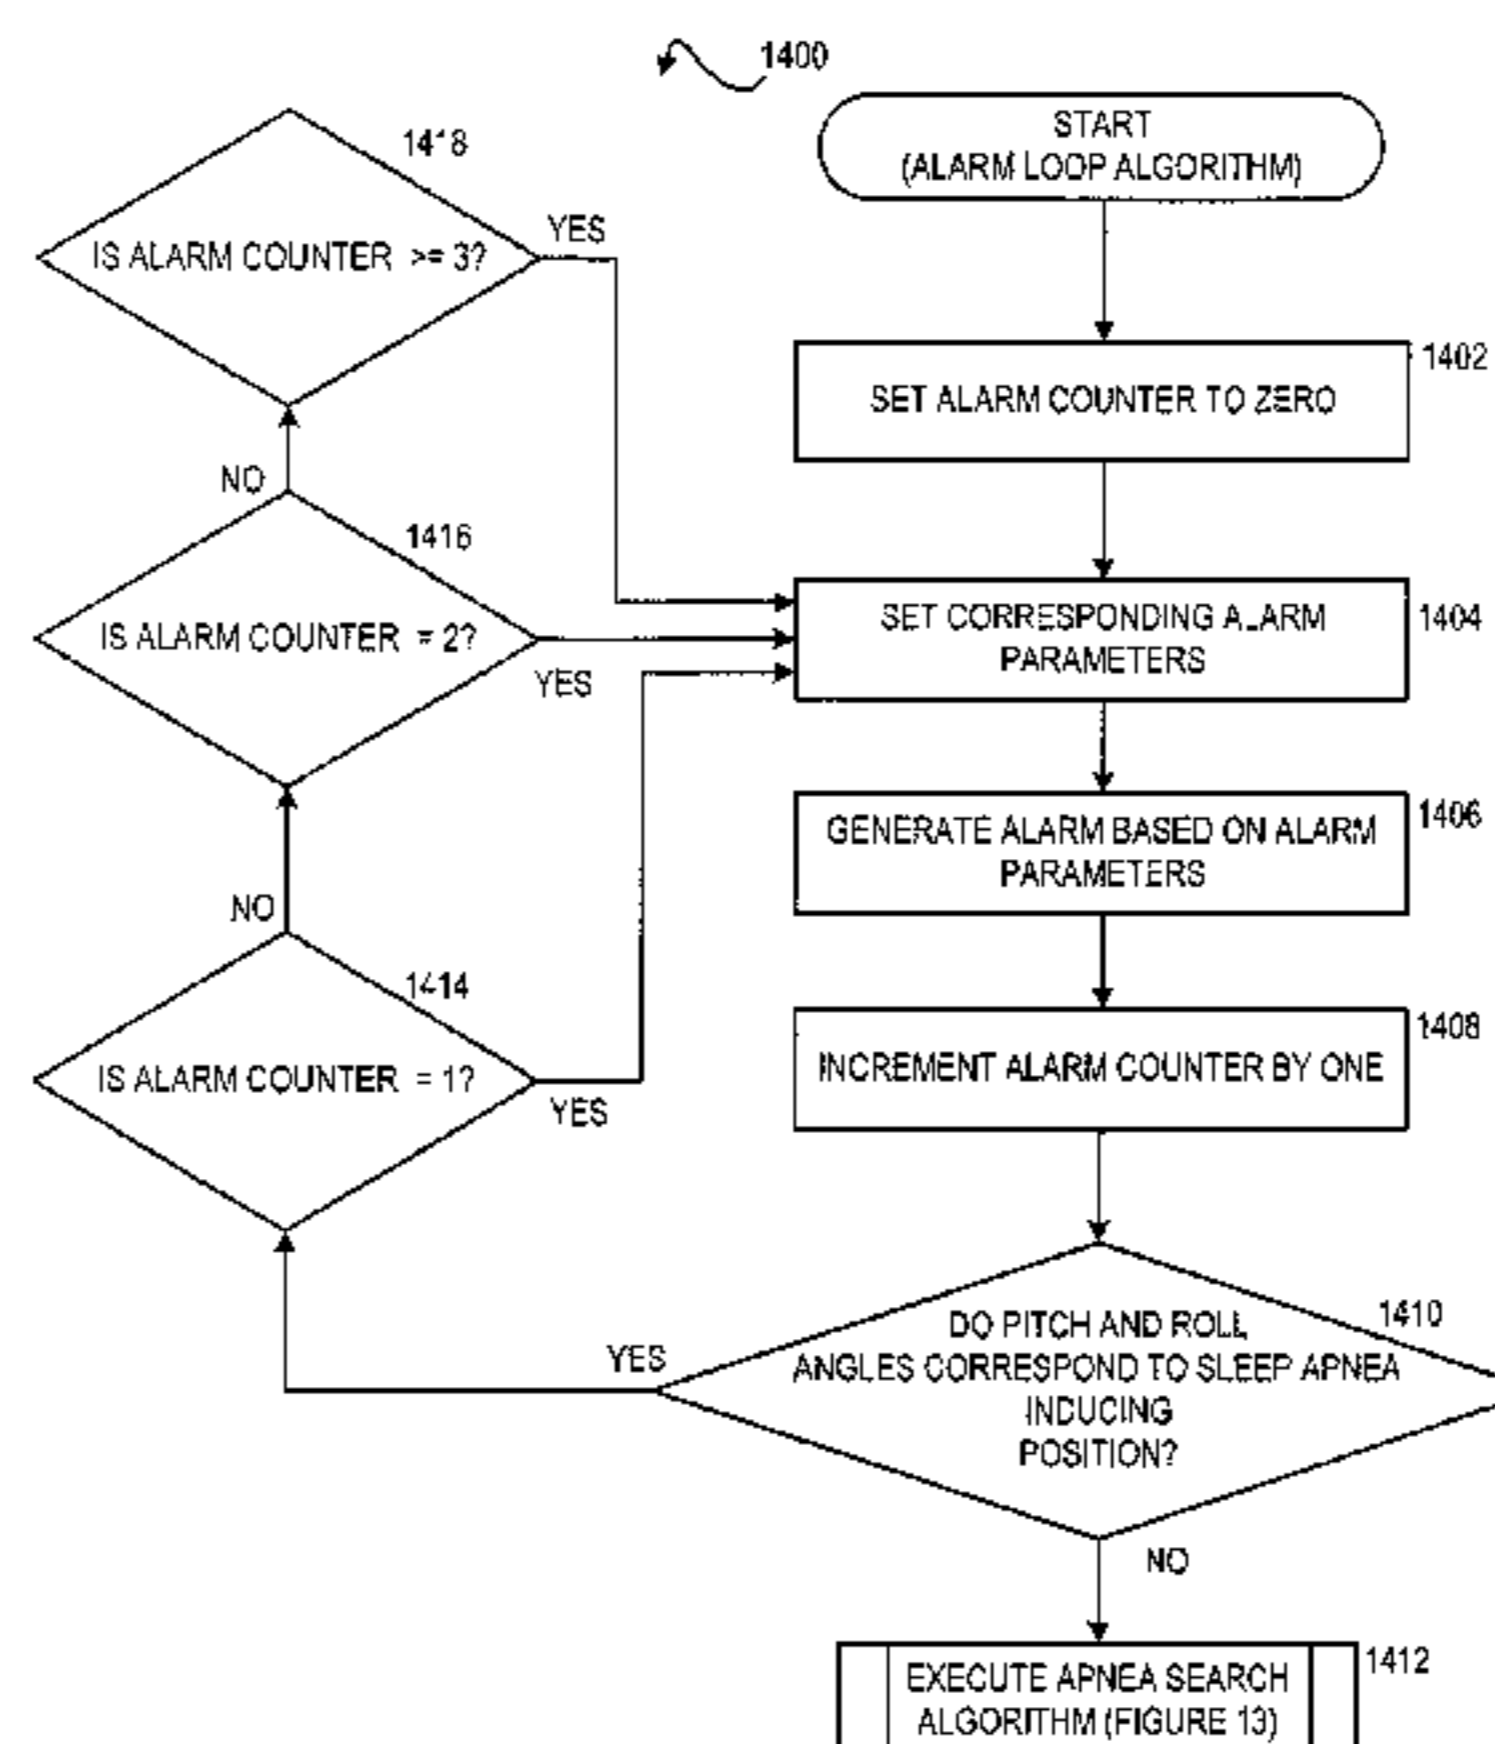 1400
START
(ALARM LOOP ALGORITHM)
1402
SET ALARM COUNTER TO ZERO
1404
SET CORRESPONDING ALARM
PARAMETERS
1406
GENERATE ALARM BASED ON ALARM
PARAMETERS
1408
INCREMENT ALARM COUNTER BY ONE
1410
DO PITCH AND ROLL
ANGLES CORRESPOND TO SLEEP APNEA
INDUCING
POSITION?
YES
NO
1412
EXECUTE APNEA SEARCH
ALGORITHM (FIGURE 13)
1414
IS ALARM COUNTER = 1?
YES
NO
1416
IS ALARM COUNTER = 2?
YES
NO
1418
IS ALARM COUNTER >= 3?
YES